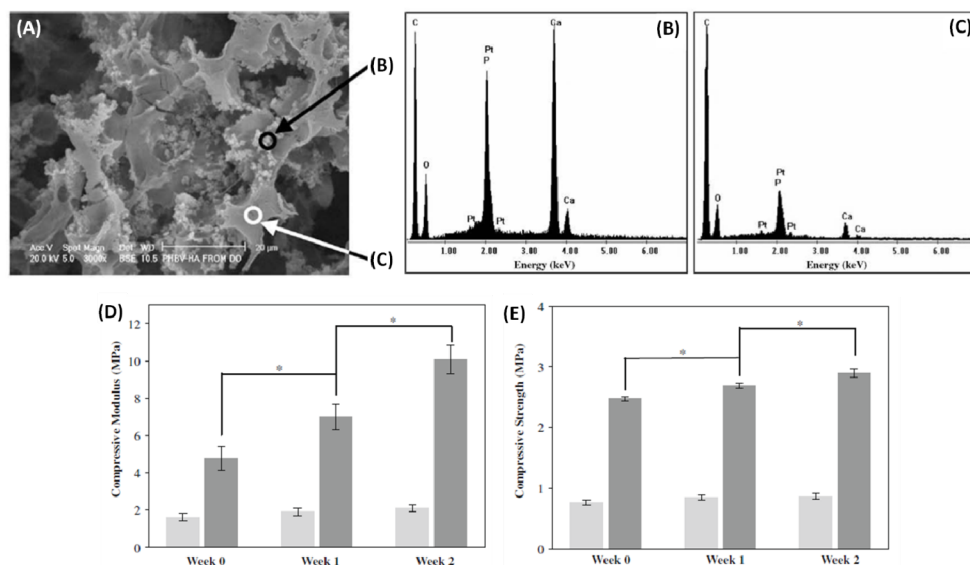 (A)
(B)
(C)
Acc V Spot Magn Det WD 20 μm
20.0 kV 5.0 3000x BSE 10.5 PHBV-HA FROM DO
(B)
C
O
Pt
Pt
P
Pt
Ca
Ca
1.00 2.00 3.00 4.00 5.00 6.00
Energy (keV)
(C)
C
O
Pt
Pt
P
Pt
Ca
Ca
1.00 2.00 3.00 4.00 5.00 6.00
Energy (keV)
(D)
Compressive Modulus (MPa)
12
10
8
6
4
2
0
*
*
Week 0 Week 1 Week 2
(E)
Compressive Strength (MPa)
4
3
2
1
0
*
*
Week 0 Week 1 Week 2